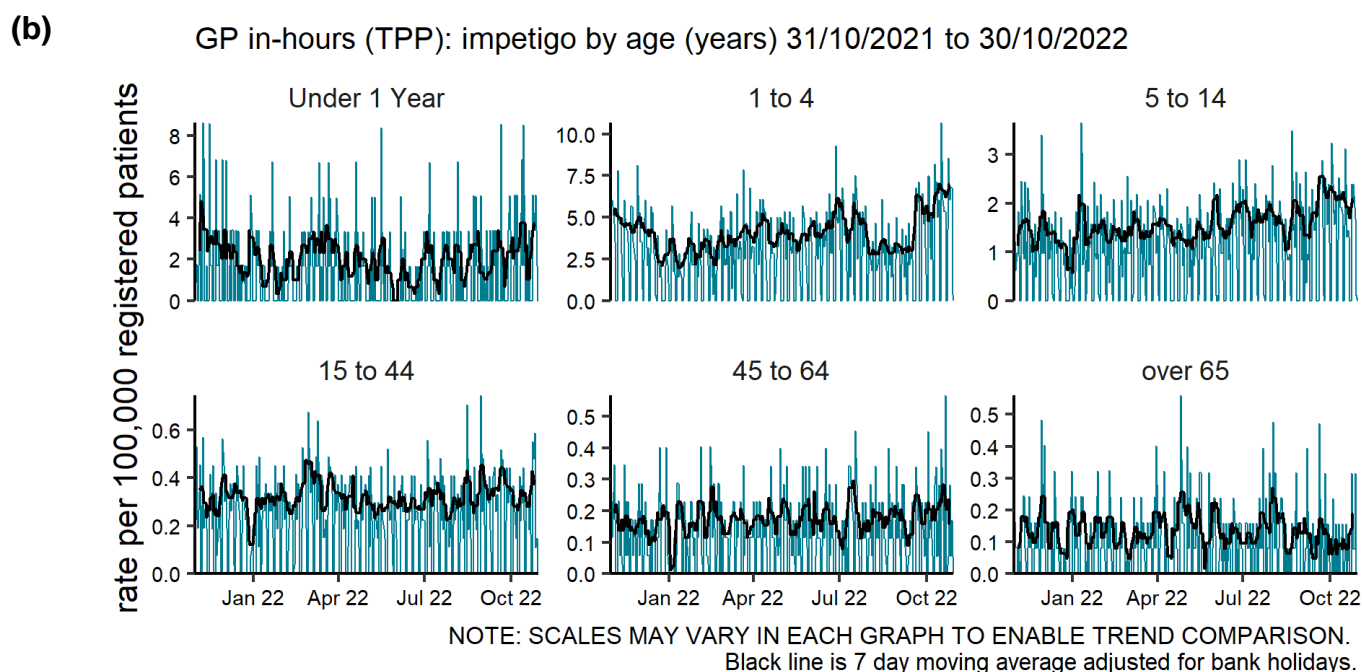 (b)
GP in-hours (TPP): impetigo by age (years) 31/10/2021 to 30/10/2022
rate per 100,000 registered patients
Under 1 Year
8
6
4
2
0
1 to 4
10.0
7.5
5.0
2.5
0.0
5 to 14
3
2
1
0
15 to 44
0.6
0.4
0.2
0.0
Jan 22 Apr 22 Jul 22 Oct 22
45 to 64
0.5
0.4
0.3
0.2
0.1
0.0
Jan 22 Apr 22 Jul 22 Oct 22
over 65
0.5
0.4
0.3
0.2
0.1
0.0
Jan 22 Apr 22 Jul 22 Oct 22
NOTE: SCALES MAY VARY IN EACH GRAPH TO ENABLE TREND COMPARISON.
Black line is 7 day moving average adjusted for bank holidays.